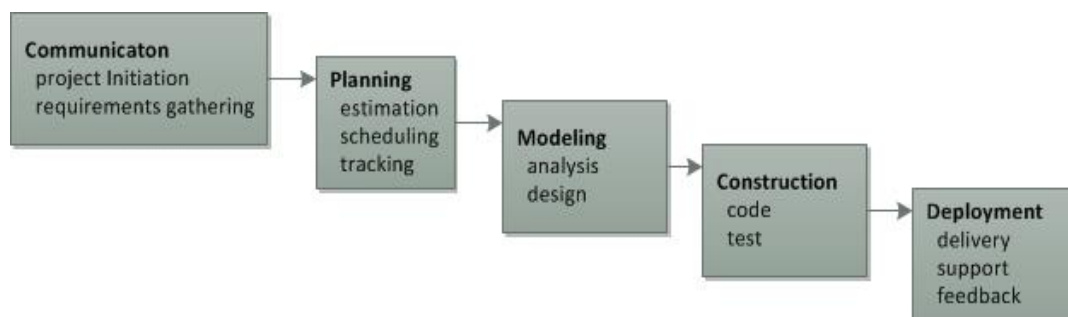 Communicaton
project Initiation
requirements gathering
Planning
estimation
scheduling
tracking
Modeling
analysis
design
Construction
code
test
Deployment
delivery
support
feedback